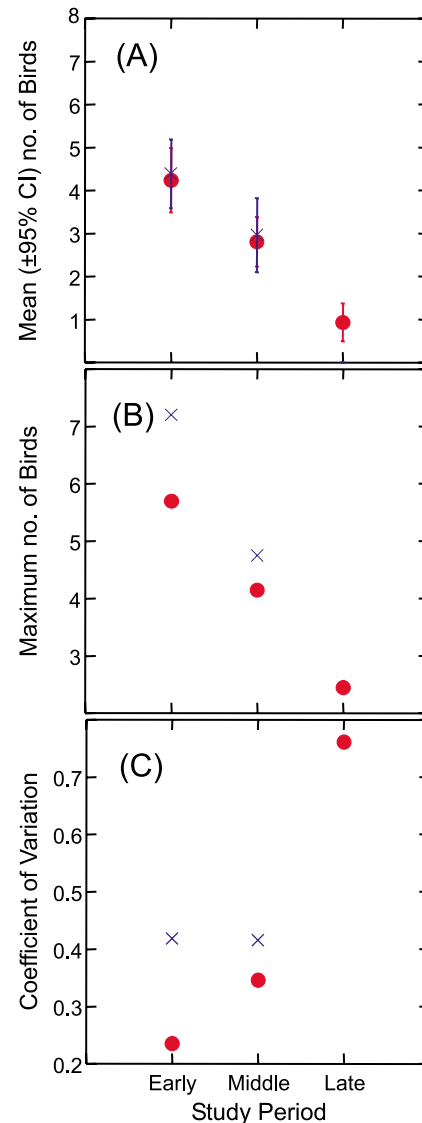 (A)
Mean (±95% CI) no. of Birds
8
7
6
5
4
3
2
1
(B)
Maximum no. of Birds
7
6
5
4
3
(C)
Coefficient of Variation
0.7
0.6
0.5
0.4
0.3
0.2
Early Middle Late
Study Period